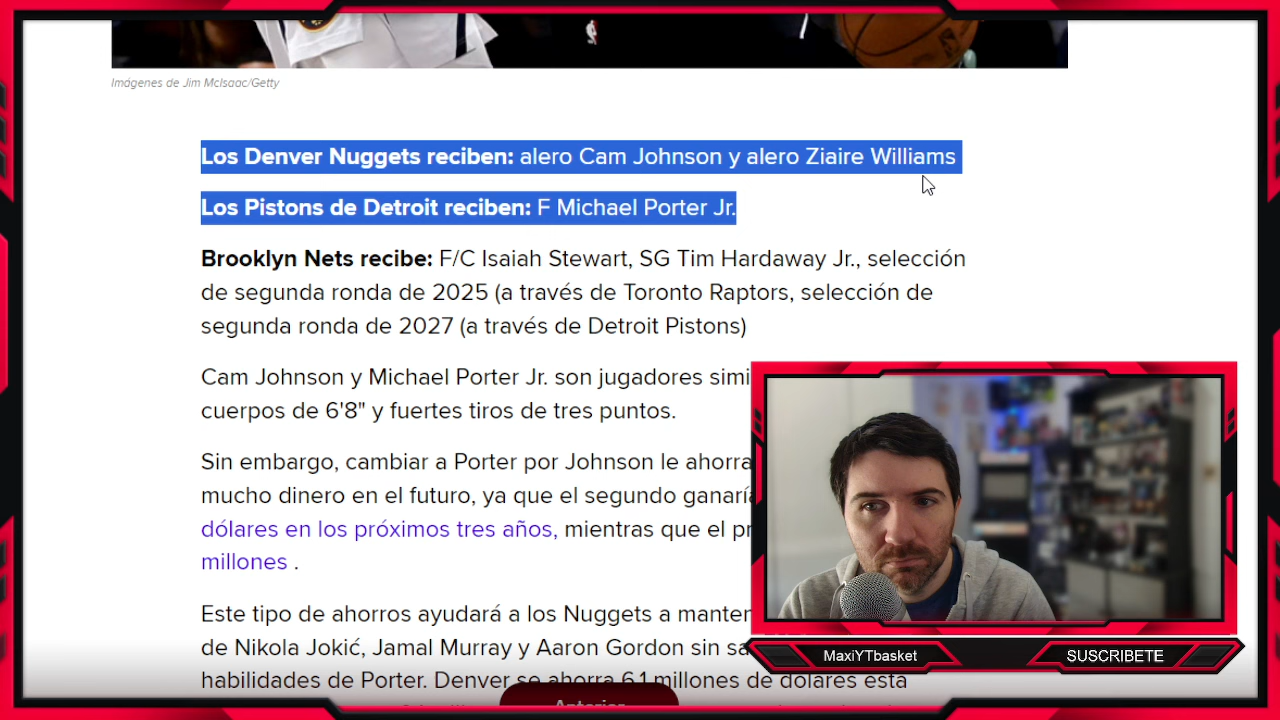 Imágenes de Jim McIsaac/Getty
Los Denver Nuggets reciben: alero Cam Johnson y alero Ziaire Williams
Los Pistons de Detroit reciben: F Michael Porter Jr.
Brooklyn Nets recibe: F/C Isaiah Stewart, SG Tim Hardaway Jr., selección
de segunda ronda de 2025 (a través de Toronto Raptors, selección de
segunda ronda de 2027 (a través de Detroit Pistons)
Cam Johnson y Michael Porter Jr. son jugadores simi
cuerpos de 6'8" y fuertes tiros de tres puntos.
Sin embargo, cambiar a Porter por Johnson le ahorra
mucho dinero en el futuro, ya que el segundo ganaría
dólares en los próximos tres años, mientras que el pr
millones .
Este tipo de ahorros ayudará a los Nuggets a manten
de Nikola Jokić, Jamal Murray y Aaron Gordon sin sa
habilidades de Porter. Denver se ahorra 6,1 millones de dólares esta
MaxiYTbasket
SUSCRIBETE